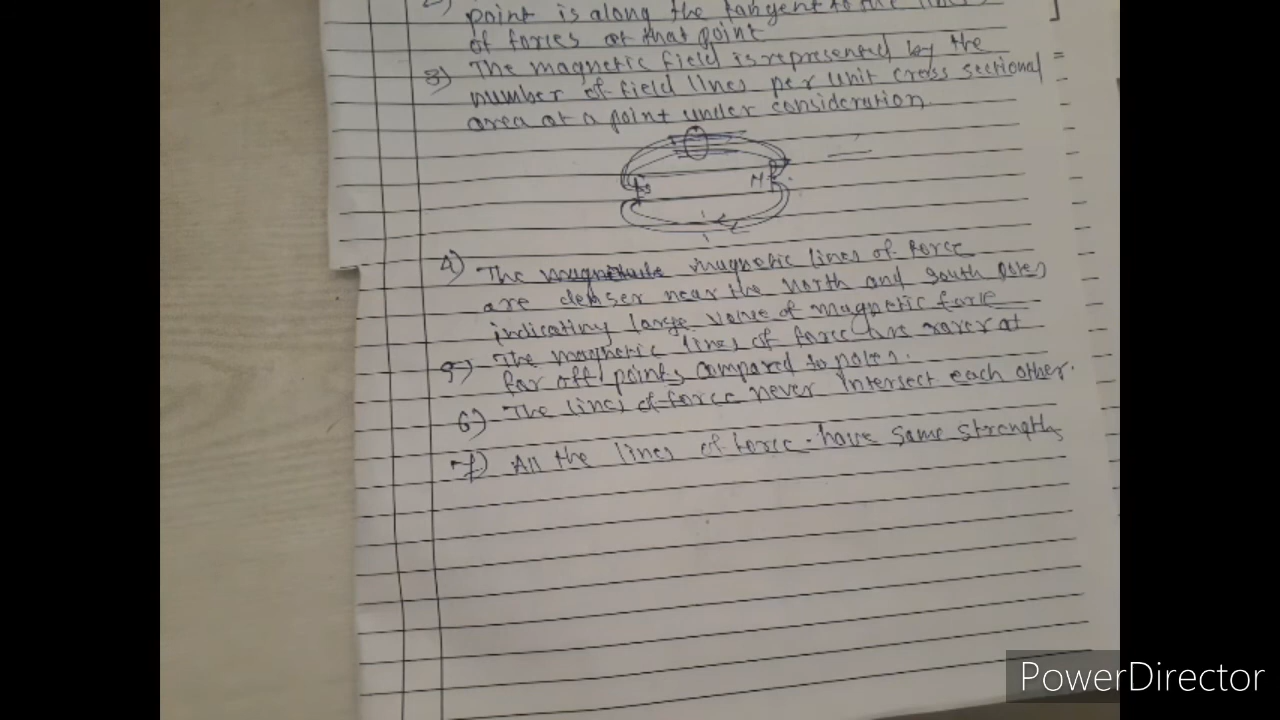 2) point is along the tangent to the lines
of forces at that point
3) The magnetic field is represented by the
number of field lines per unit cross sectional
area at a point under consideration.
S N
4) The magnetic lines of force
are denser near the North and south poles
indicating large value of magnetic force
5) The magnetic lines of force are rarer at
far off points compared to poles.
6) The lines of force never intersect each other.
7) All the lines of force have same strength
PowerDirector